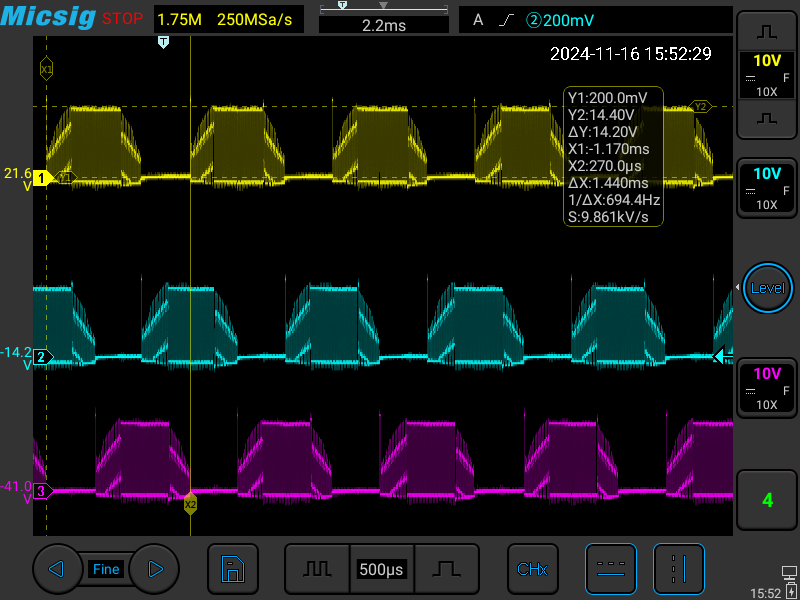 Micsig STOP 1.75M 250MSa/s T 2.2ms A ②200mV
T
2024-11-16 15:52:29
X1
Y1:200.0mV
Y2:14.40V
ΔY:14.20V
X1:-1.170ms
X2:270.0µs
ΔX:1.440ms
1/ΔX:694.4Hz
S:9.861kV/s
Y2
21.6
V
1
Y1
-14.2
V
2
-41.0
V
3
X2
10V
F
10X
10V
F
10X
Level
10V
F
10X
4
Fine
500µs
CHx
15:52